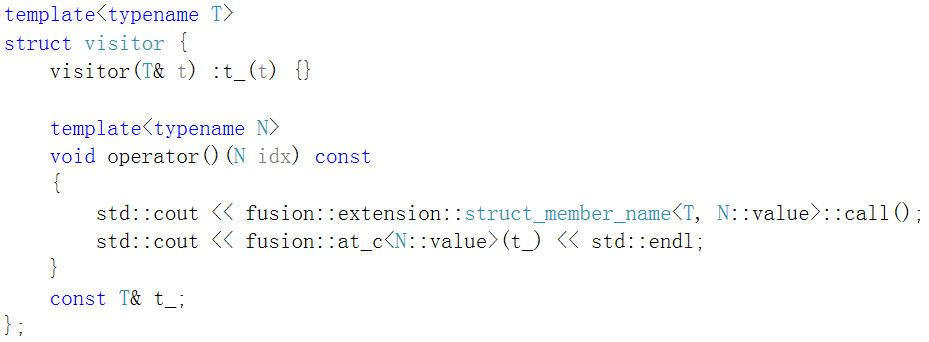 template<typename T>
struct visitor {
    visitor(T& t) :t_(t) {}

    template<typename N>
    void operator()(N idx) const
    {
        std::cout << fusion::extension::struct_member_name<T, N::value>::call();
        std::cout << fusion::at_c<N::value>(t_) << std::endl;
    }
    const T& t_;
};